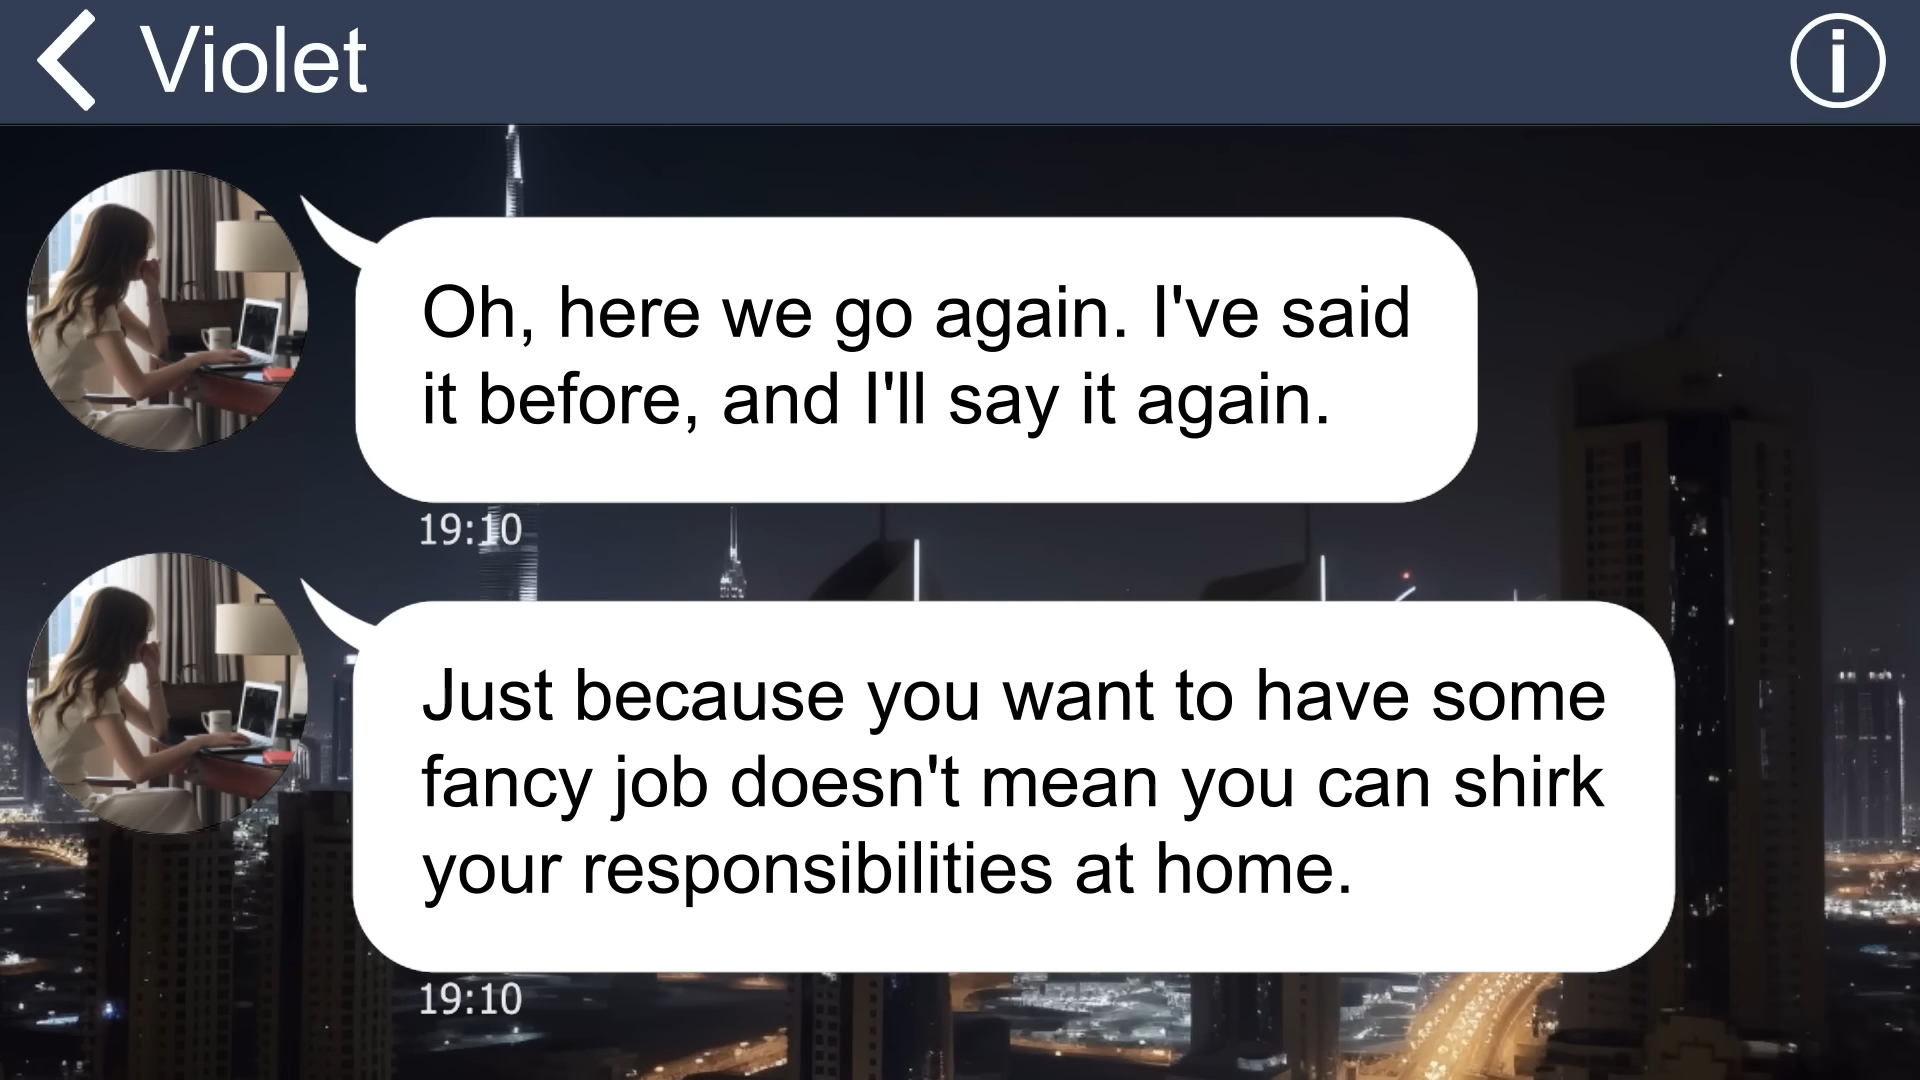 Violet
Oh, here we go again. I've said
it before, and I'll say it again.
19:10
Just because you want to have some
fancy job doesn't mean you can shirk
your responsibilities at home.
19:10